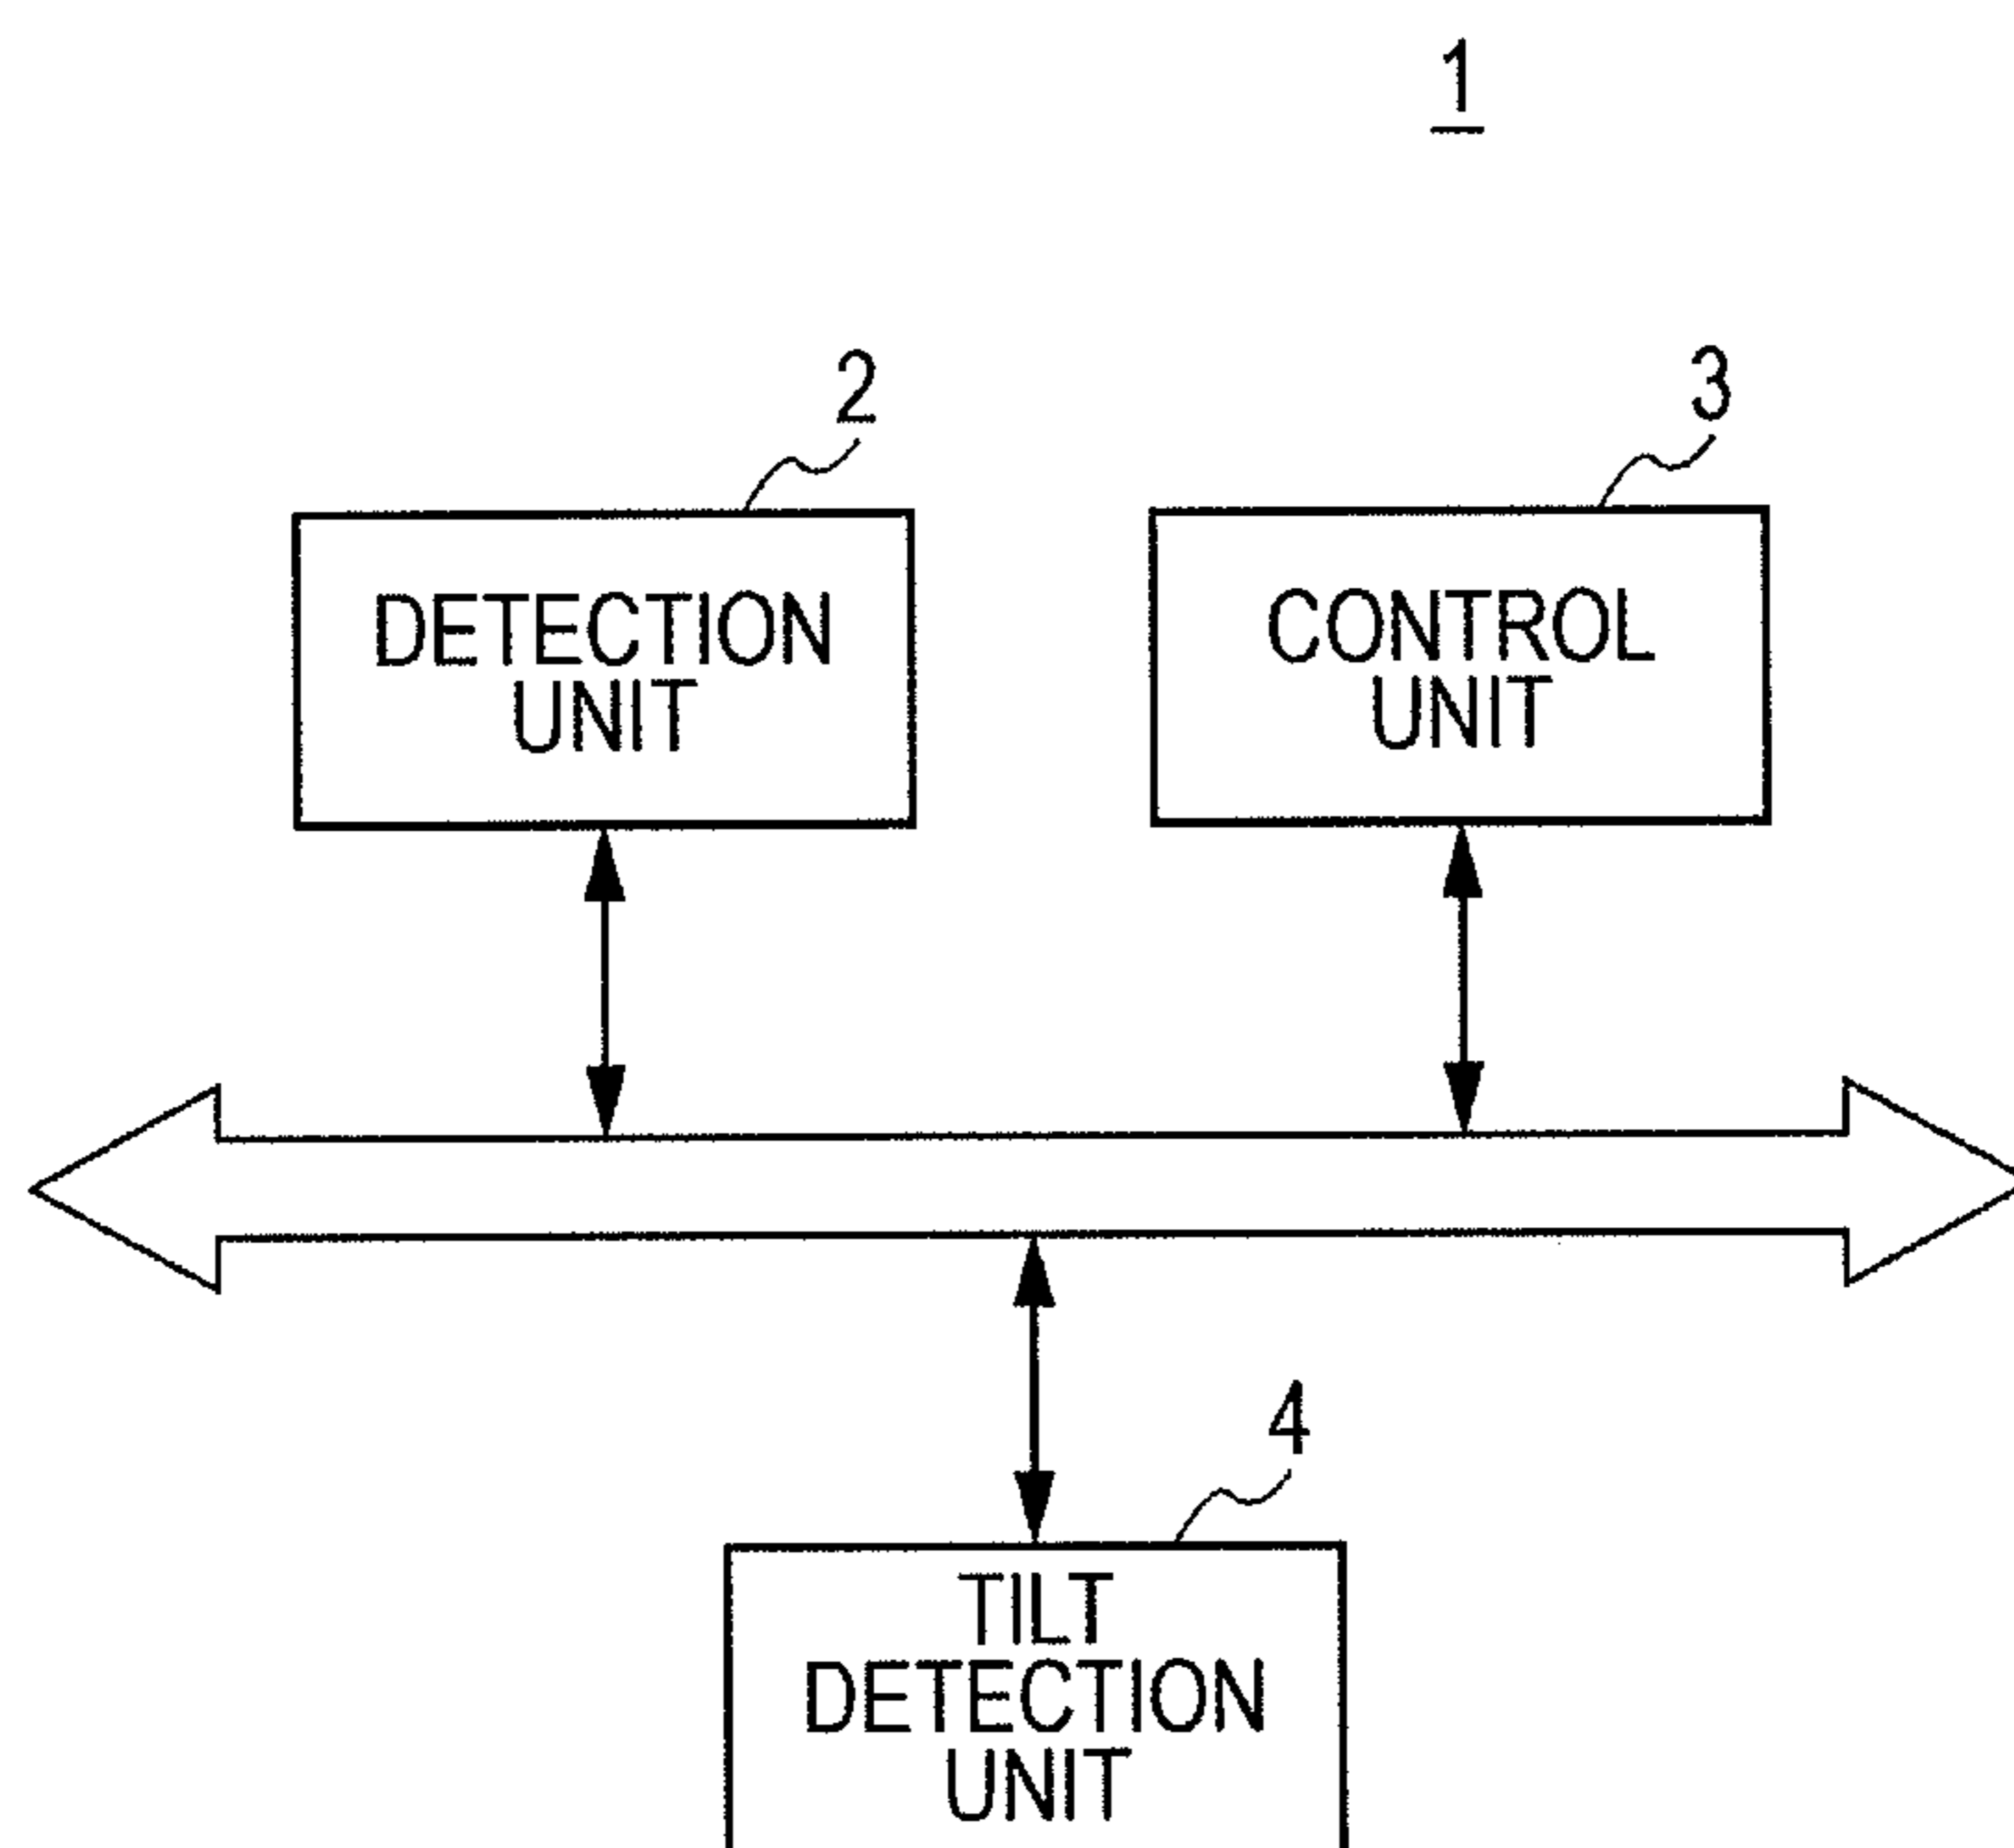 1
2
3
DETECTION
UNIT
CONTROL
UNIT
4
TILT
DETECTION
UNIT